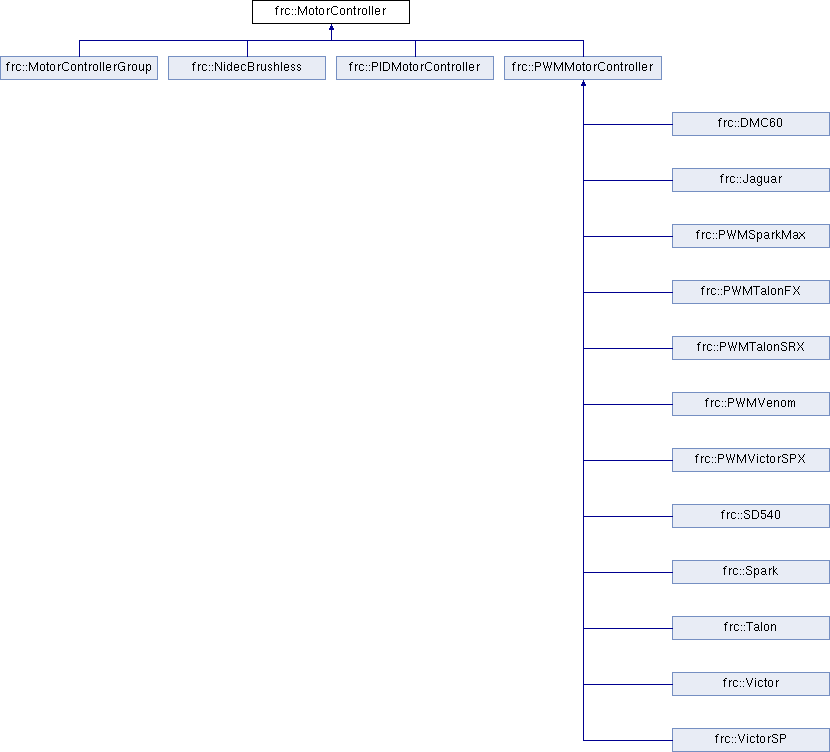 frc::MotorController
frc::MotorControllerGroup
frc::NidecBrushless
frc::PIDMotorController
frc::PWMMotorController
frc::DMC60
frc::Jaguar
frc::PWMSparkMax
frc::PWMTalonFX
frc::PWMTalonSRX
frc::PWMVenom
frc::PWMVictorSPX
frc::SD540
frc::Spark
frc::Talon
frc::Victor
frc::VictorSP